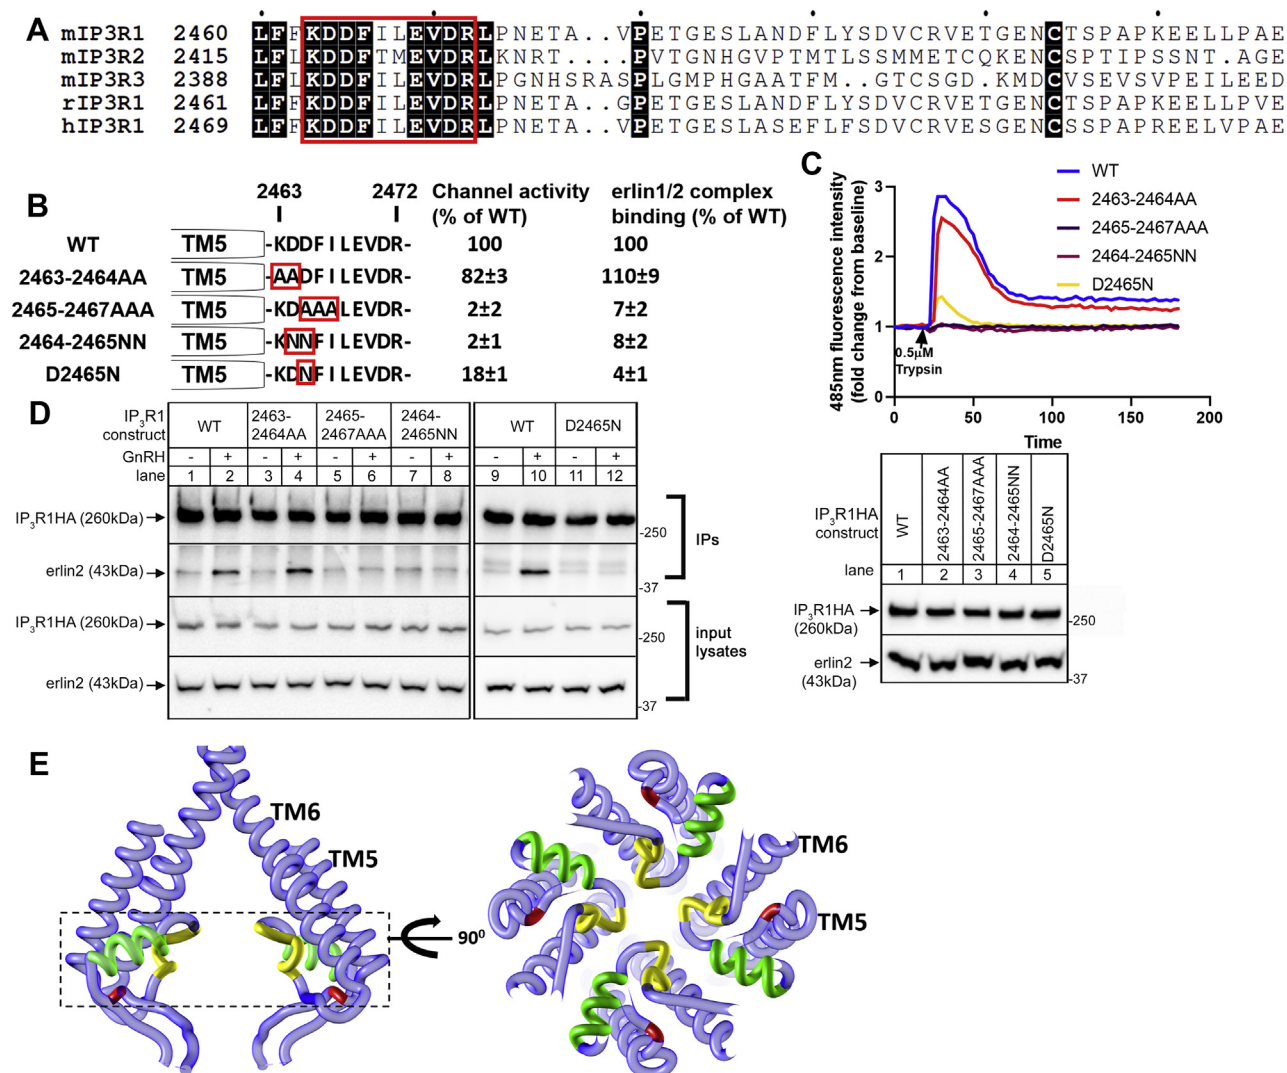 A
mIP3R1 2460 LFFKDDFILEVDRLPNETA..VPETGESLANDFLYSDVCRVETGENCTSPAPKEELLPAE
mIP3R2 2415 LFLKDDFTMEVDRLKNRT....PVTGNHGVPTMTLSSMMETCQKENCSPTIPSSNT.AGE
mIP3R3 2388 LFLKDDFILEVDRLPGNHSRASPLGMPHGAATFM..GTCSGD.KMDCVSEVSVPEILEED
rIP3R1 2461 LFFKDDFILEVDRLPNETA..GPETGESLANDFLYSDVCRVETGENCTSPAPKEELLPVE
hIP3R1 2469 LFFKDDFILEVDRLPNETA..VPETGESLASEFLFSDVCRVESGENCSSPAPREELVPAE
B
2463 2472 Channel activity (% of WT) erlin1/2 complex binding (% of WT)
WT TM5 -KDDFILEVDR- 100 100
2463-2464AA TM5 -AADFILEVDR- 82±3 110±9
2465-2467AAA TM5 -KDAAALEVDR- 2±2 7±2
2464-2465NN TM5 -KNNFILEVDR- 2±1 8±2
D2465N TM5 -KDNFILEVDR- 18±1 4±1
C
485nm fluorescence intensity
(fold change from baseline)
3
2
1
0
0 50 100 150 200
Time
0.5µM
Trypsin
WT
2463-2464AA
2465-2467AAA
2464-2465NN
D2465N
IP3R1HA construct WT 2463-2464AA 2465-2467AAA 2464-2465NN D2465N
lane 1 2 3 4 5
IP3R1HA (260kDa) -250
erlin2 (43kDa) -37
D
IP3R1 construct WT 2463-2464AA 2465-2467AAA 2464-2465NN WT D2465N
GnRH - + - + - + - + - + - +
lane 1 2 3 4 5 6 7 8 9 10 11 12
IP3R1HA (260kDa) -250
erlin2 (43kDa) -37
IPs
IP3R1HA (260kDa) -250
erlin2 (43kDa) -37
input lysates
E
TM6
TM5
90⁰
TM6
TM5